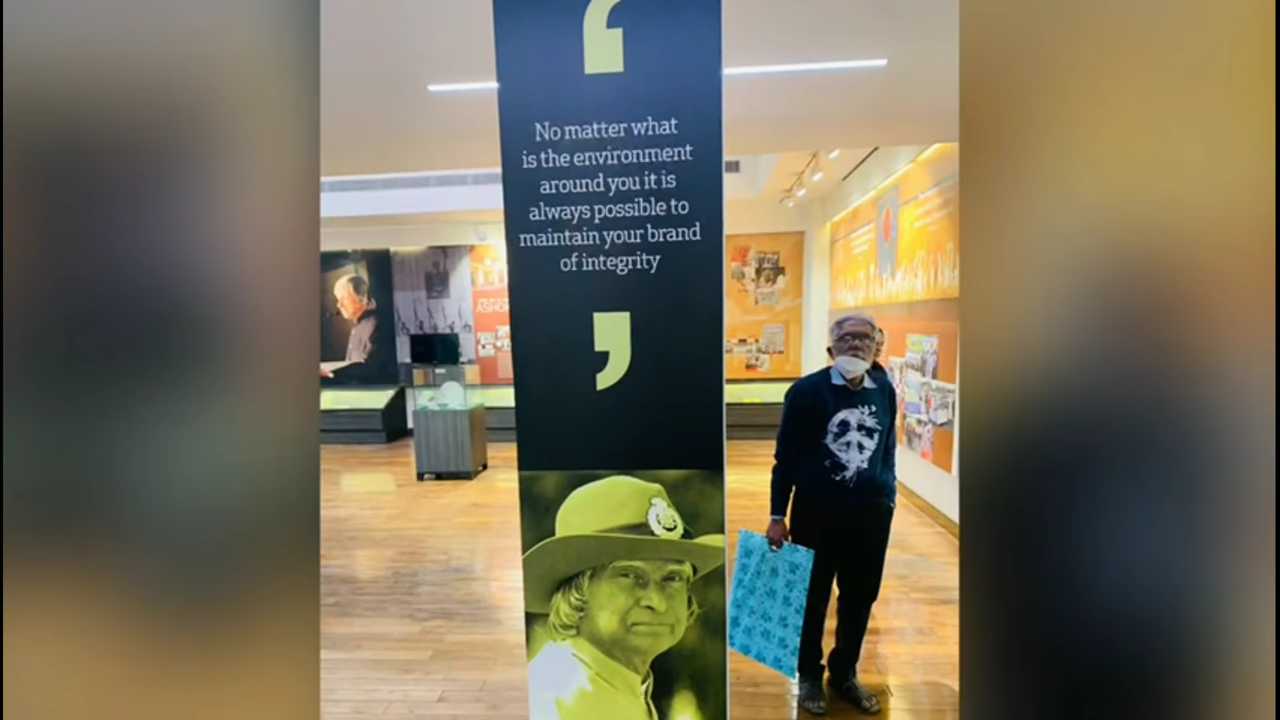 No matter what
is the environment
around you it is
always possible to
maintain your brand
of integrity